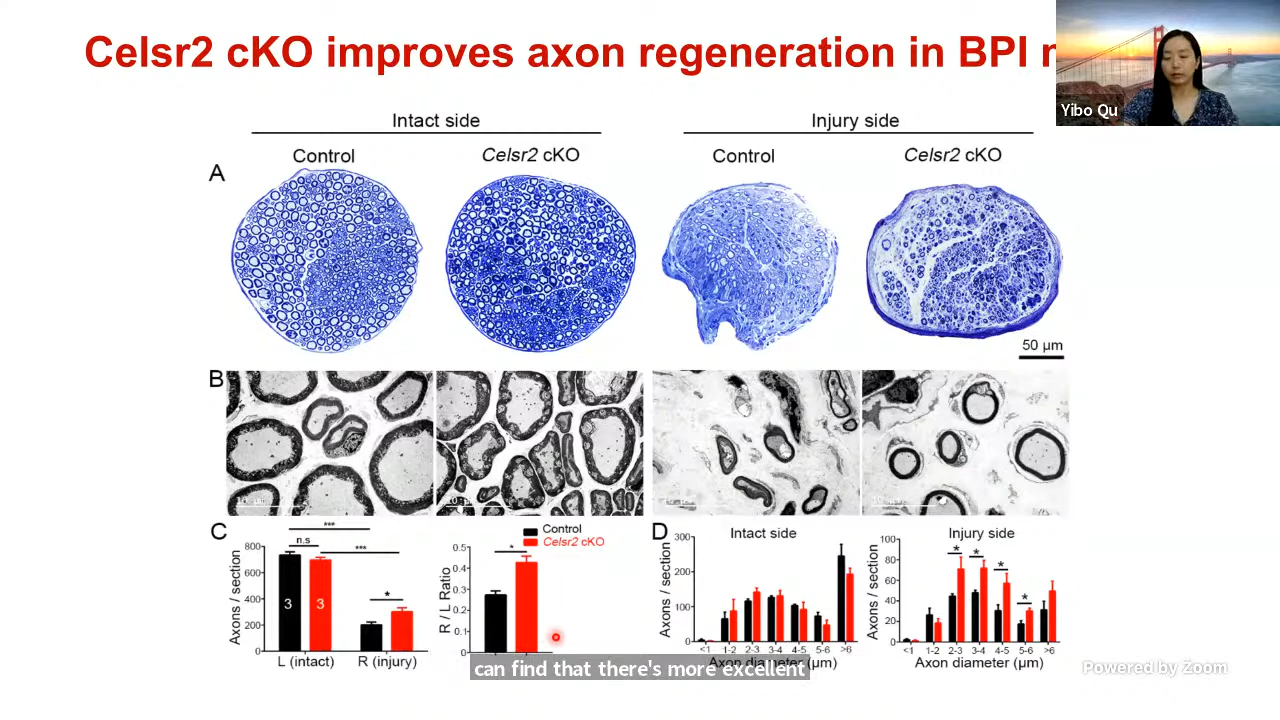 Celsr2 cKO improves axon regeneration in BPI
Yibo Qu
Intact side
Injury side
Control
Celsr2 cKO
Control
Celsr2 cKO
A
50 µm
B
10 µm
C
***
n.s
***
*
Axons / section
800
600
400
200
0
3
3
L (intact)
R (injury)
Control
Celsr2 cKO
*
R / L Ratio
0.5
0.4
0.3
0.2
0.1
D
Intact side
Axons / section
300
200
100
0
<1 1-2 2-3 3-4 4-5 5-6 >6
Axon diameter (µm)
Injury side
Axons / section
100
80
60
40
20
0
* * * *
<1 1-2 2-3 3-4 4-5 5-6 >6
Axon diameter (µm)
can find that there's more excellent
Powered by Zoom